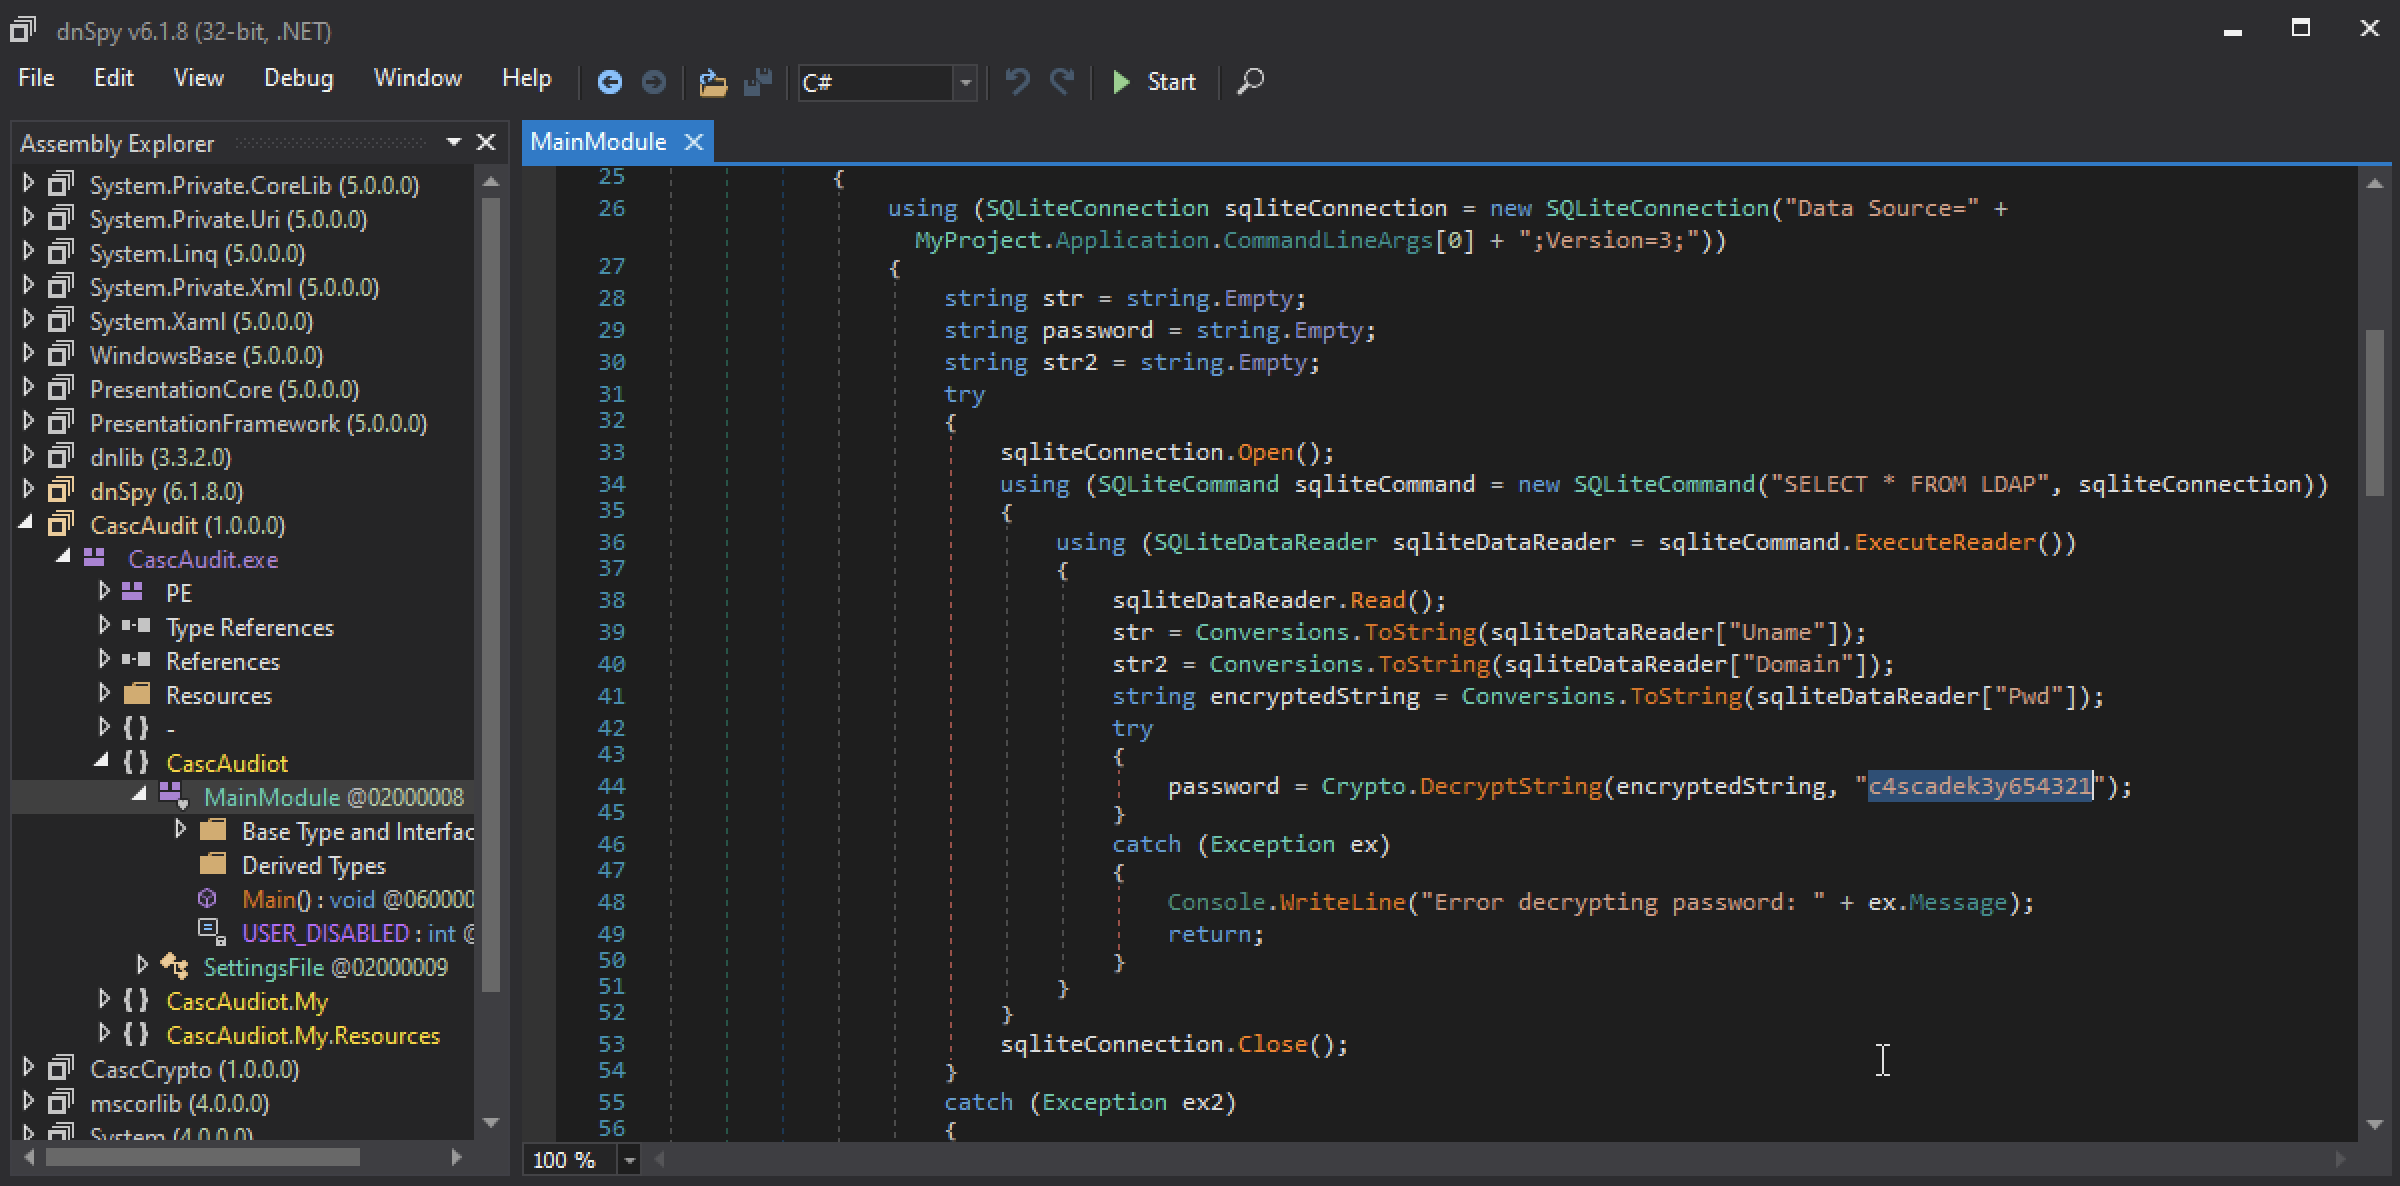 dnSpy v6.1.8 (32-bit, .NET)
File Edit View Debug Window Help C# Start
Assembly Explorer
System.Private.CoreLib (5.0.0.0)
System.Private.Uri (5.0.0.0)
System.Linq (5.0.0.0)
System.Private.Xml (5.0.0.0)
System.Xaml (5.0.0.0)
WindowsBase (5.0.0.0)
PresentationCore (5.0.0.0)
PresentationFramework (5.0.0.0)
dnlib (3.3.2.0)
dnSpy (6.1.8.0)
CascAudit (1.0.0.0)
CascAudit.exe
PE
Type References
References
Resources
{ } -
{ } CascAudiot
MainModule @02000008
Base Type and Interfac
Derived Types
Main() : void @060000
USER_DISABLED : int @
SettingsFile @02000009
{ } CascAudiot.My
{ } CascAudiot.My.Resources
CascCrypto (1.0.0.0)
mscorlib (4.0.0.0)
System (4.0.0.0)
MainModule
25 {
26 using (SQLiteConnection sqliteConnection = new SQLiteConnection("Data Source=" +
MyProject.Application.CommandLineArgs[0] + ";Version=3;"))
27 {
28 string str = string.Empty;
29 string password = string.Empty;
30 string str2 = string.Empty;
31 try
32 {
33 sqliteConnection.Open();
34 using (SQLiteCommand sqliteCommand = new SQLiteCommand("SELECT * FROM LDAP", sqliteConnection))
35 {
36 using (SQLiteDataReader sqliteDataReader = sqliteCommand.ExecuteReader())
37 {
38 sqliteDataReader.Read();
39 str = Conversions.ToString(sqliteDataReader["Uname"]);
40 str2 = Conversions.ToString(sqliteDataReader["Domain"]);
41 string encryptedString = Conversions.ToString(sqliteDataReader["Pwd"]);
42 try
43 {
44 password = Crypto.DecryptString(encryptedString, "c4scadek3y654321");
45 }
46 catch (Exception ex)
47 {
48 Console.WriteLine("Error decrypting password: " + ex.Message);
49 return;
50 }
51 }
52 }
53 sqliteConnection.Close();
54 }
55 catch (Exception ex2)
56 {
100 %